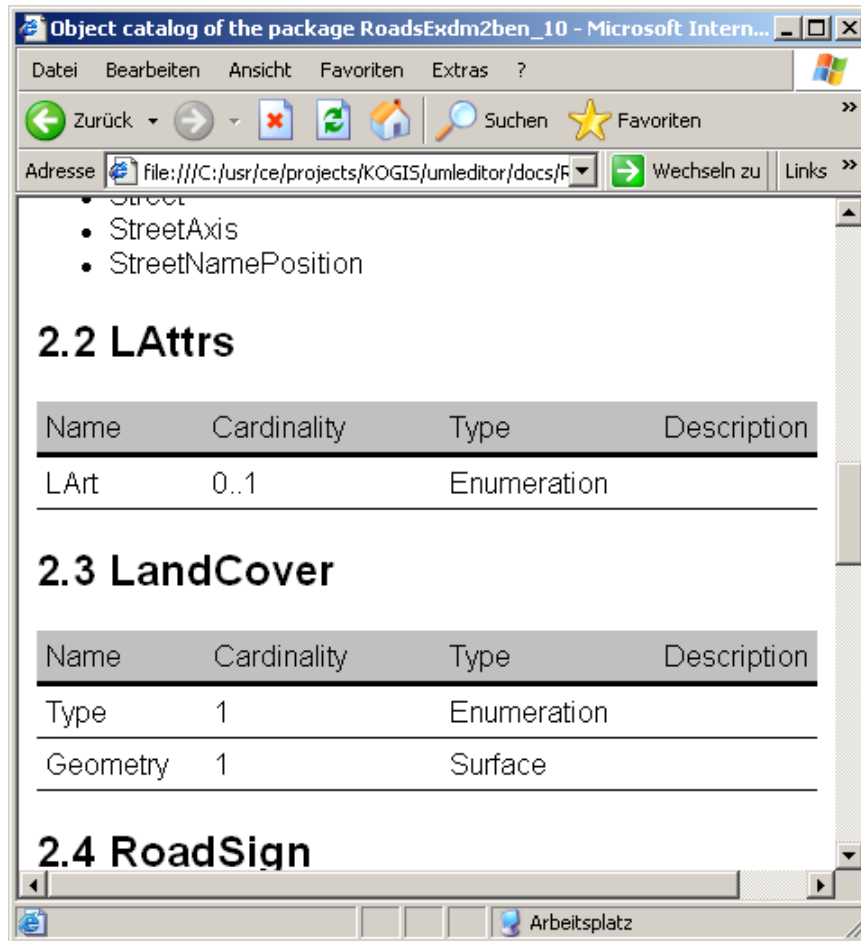 Object catalog of the package RoadsExdm2ben_10 - Microsoft Intern...
Datei Bearbeiten Ansicht Favoriten Extras ?
Zurück Suchen Favoriten »
Adresse file:///C:/usr/ce/projects/KOGIS/umleditor/docs/R Wechseln zu Links »
• Street
• StreetAxis
• StreetNamePosition
2.2 LAttrs
Name Cardinality Type Description
LArt 0..1 Enumeration
2.3 LandCover
Name Cardinality Type Description
Type 1 Enumeration
Geometry 1 Surface
2.4 RoadSign
Arbeitsplatz